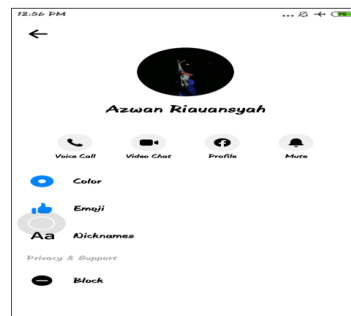 12:56 PM
Azwan Riauansyah
Voice Call Video Chat Profile Mute
Color
Emoji
Aa Nicknames
Privacy & Support
Block